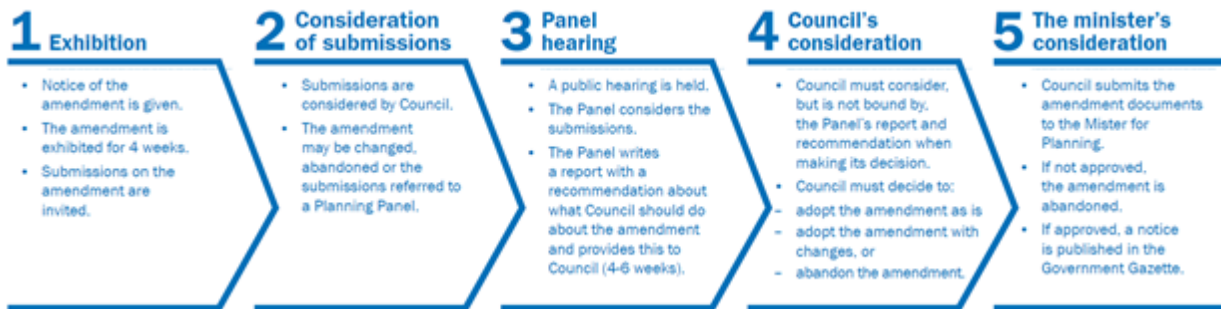 1 Exhibition
• Notice of the
amendment is given.
• The amendment is
exhibited for 4 weeks.
• Submissions on the
amendment are
invited.
2 Consideration
of submissions
• Submissions are
considered by Council.
• The amendment
may be changed,
abandoned or the
submissions referred to
a Planning Panel.
3 Panel
hearing
• A public hearing is held.
• The Panel considers the
submissions.
• The Panel writes
a report with a
recommendation about
what Council should do
about the amendment
and provides this to
Council (4-6 weeks).
4 Council's
consideration
• Council must consider,
but is not bound by,
the Panel's report and
recommendation when
making its decision.
• Council must decide to:
– adopt the amendment as is
– adopt the amendment with
changes, or
– abandon the amendment.
5 The minister's
consideration
• Council submits the
amendment documents
to the Mister for
Planning.
• If not approved,
the amendment is
abandoned.
• If approved, a notice
is published in the
Government Gazette.